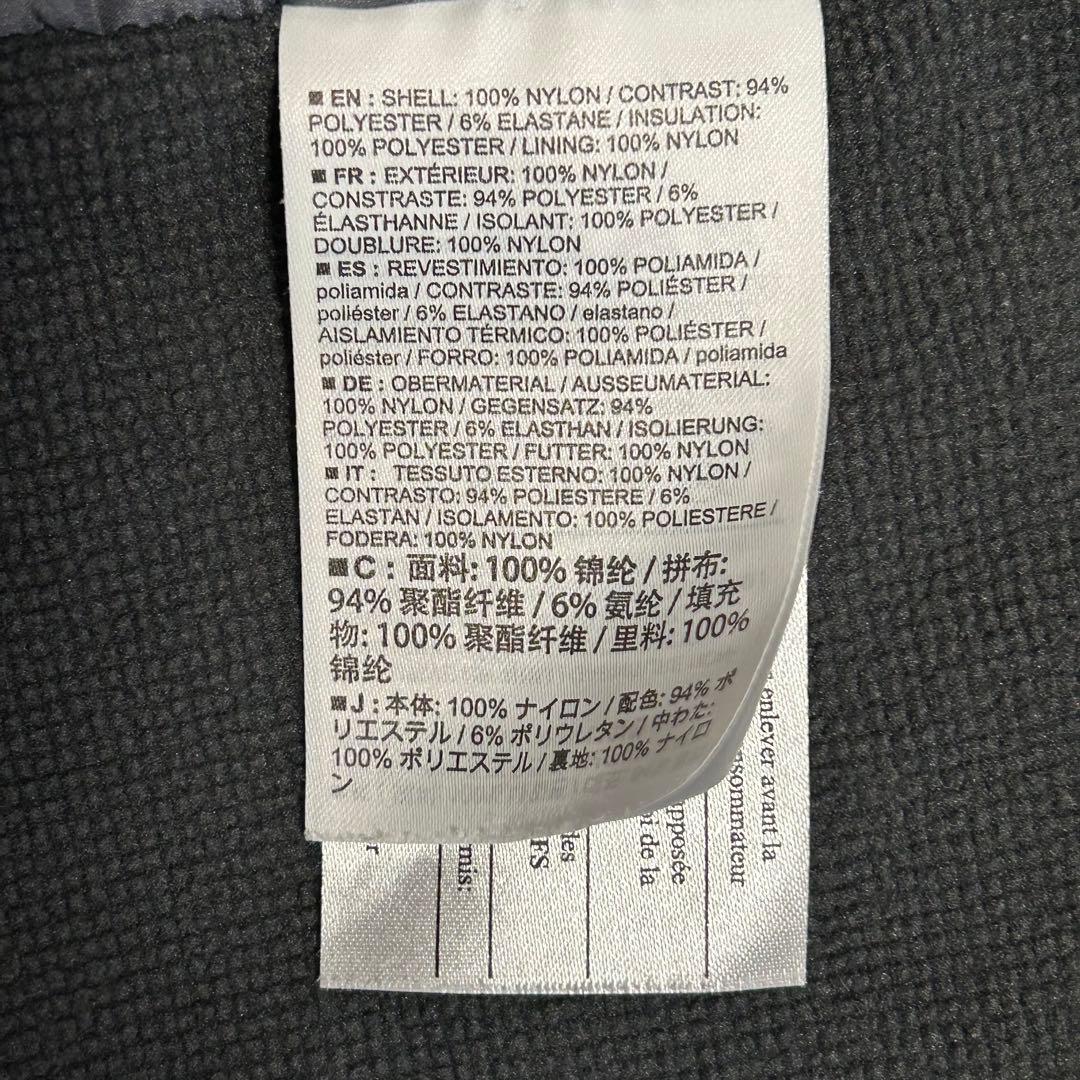 EN : SHELL: 100% NYLON / CONTRAST: 94%
POLYESTER / 6% ELASTANE / INSULATION:
100% POLYESTER / LINING: 100% NYLON
FR : EXTÉRIEUR: 100% NYLON /
CONSTRASTE: 94% POLYESTER / 6%
ÉLASTHANNE / ISOLANT: 100% POLYESTER /
DOUBLURE: 100% NYLON
ES : REVESTIMIENTO: 100% POLIAMIDA /
poliamida / CONTRASTE: 94% POLIÉSTER /
poliéster / 6% ELASTANO / elastano /
AISLAMIENTO TÉRMICO: 100% POLIÉSTER /
poliéster / FORRO: 100% POLIAMIDA / poliamida
DE : OBERMATERIAL / AUSSEUMATERIAL:
100% NYLON / GEGENSATZ: 94%
POLYESTER / 6% ELASTHAN / ISOLIERUNG:
100% POLYESTER / FUTTER: 100% NYLON
IT : TESSUTO ESTERNO: 100% NYLON /
CONTRASTO: 94% POLIESTERE / 6%
ELASTAN / ISOLAMENTO: 100% POLIESTERE /
FODERA: 100% NYLON
C : 面料: 100% 锦纶 / 拼布:
94% 聚酯纤维 / 6% 氨纶 / 填充
物: 100% 聚酯纤维 / 里料: 100%
锦纶
J : 本体: 100% ナイロン / 配色: 94% ポ
リエステル / 6% ポリウレタン / 中わた:
100% ポリエステル / 裏地: 100% ナイロ
ン
enlever avant la
sommateur
apposée
de la
les
FS
mis: